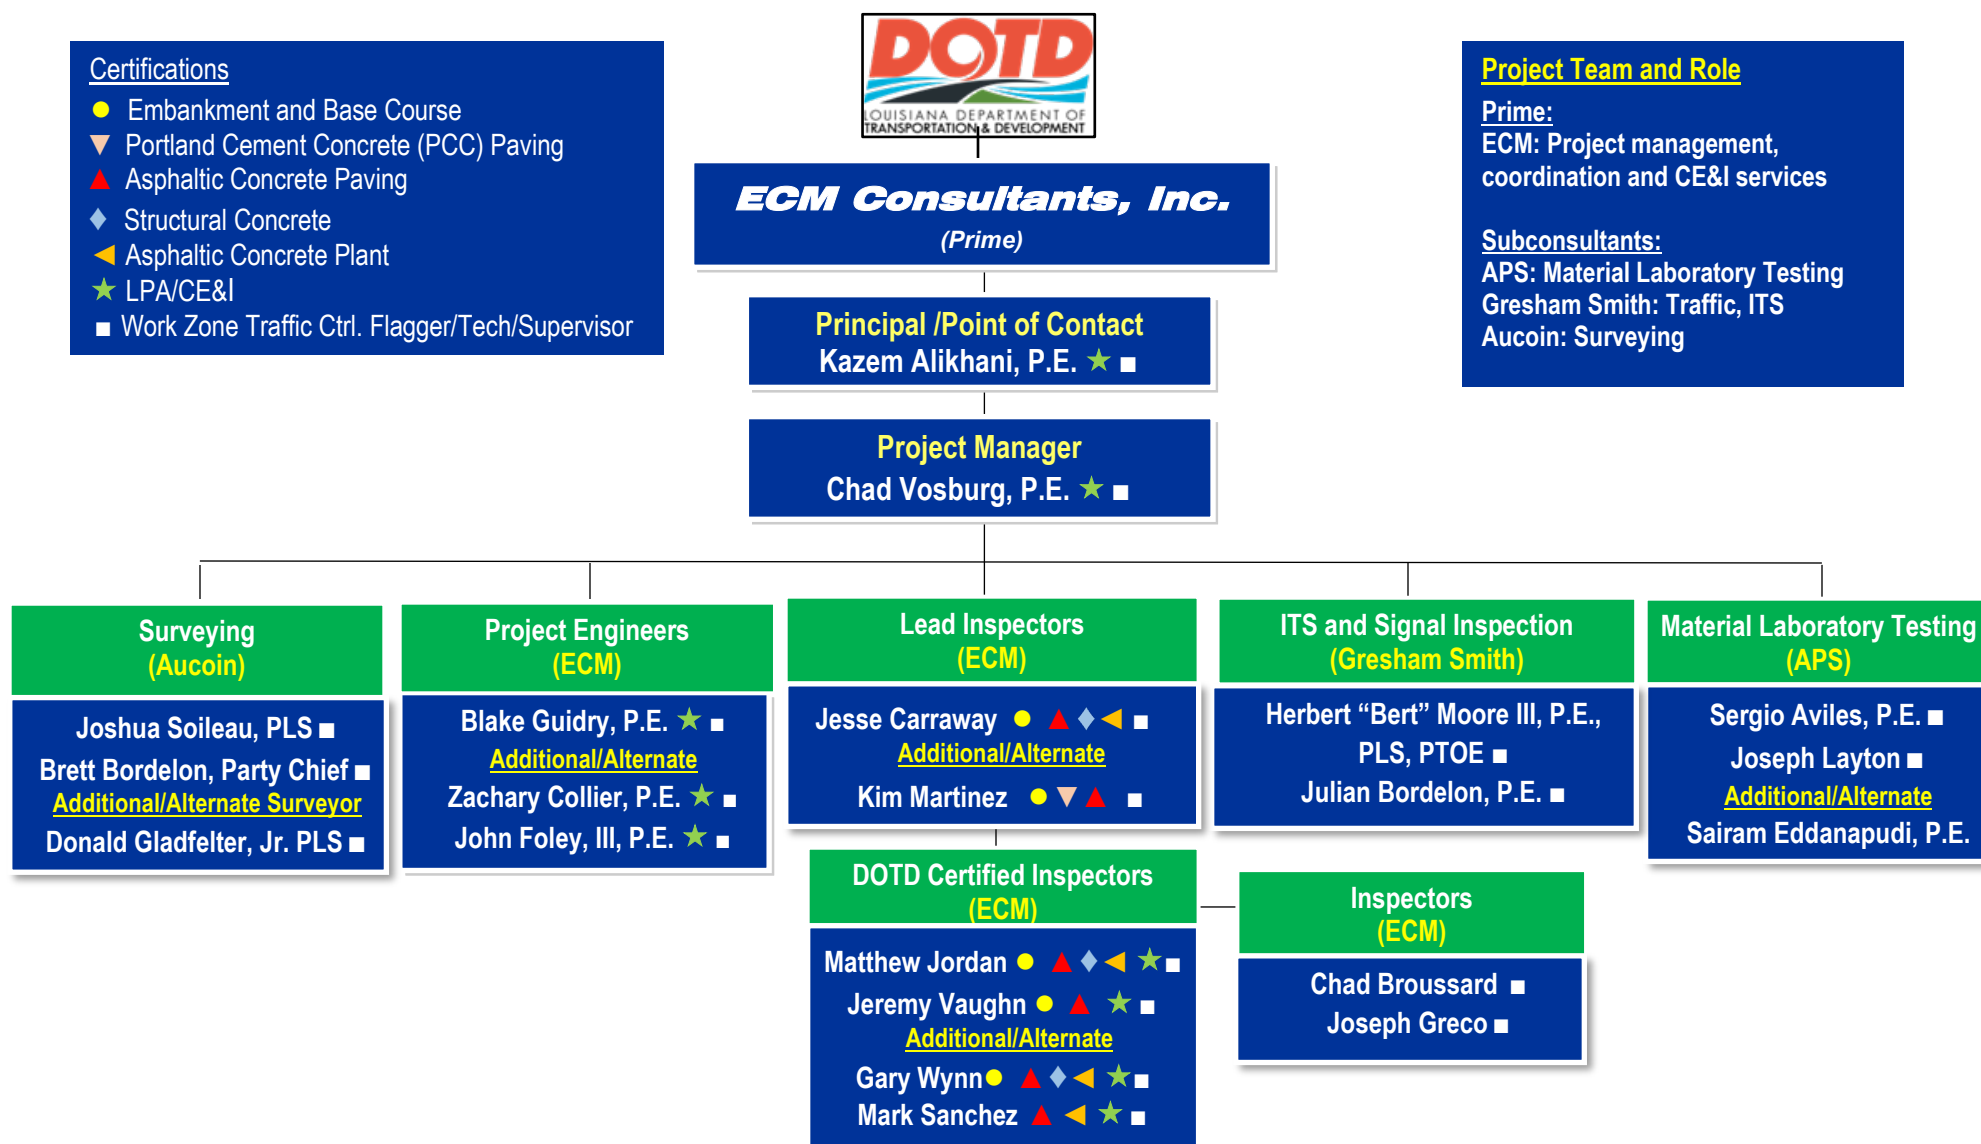 Certifications
Embankment and Base Course
Portland Cement Concrete (PCC) Paving
Asphaltic Concrete Paving
Structural Concrete
Asphaltic Concrete Plant
LPA/CE&I
Work Zone Traffic Ctrl. Flagger/Tech/Supervisor
DOTD
LOUISIANA DEPARTMENT OF
TRANSPORTATION & DEVELOPMENT
ECM Consultants, Inc.
(Prime)
Principal /Point of Contact
Kazem Alikhani, P.E. ★ ■
Project Manager
Chad Vosburg, P.E. ★ ■
Project Team and Role
Prime:
ECM: Project management,
coordination and CE&I services
Subconsultants:
APS: Material Laboratory Testing
Gresham Smith: Traffic, ITS
Aucoin: Surveying
Surveying
(Aucoin)
Joshua Soileau, PLS ■
Brett Bordelon, Party Chief ■
Additional/Alternate Surveyor
Donald Gladfelter, Jr. PLS ■
Project Engineers
(ECM)
Blake Guidry, P.E. ★ ■
Additional/Alternate
Zachary Collier, P.E. ★ ■
John Foley, III, P.E. ★ ■
Lead Inspectors
(ECM)
Jesse Carraway ● ▲ ♦ ◄ ■
Additional/Alternate
Kim Martinez ● ▼ ▲ ■
DOTD Certified Inspectors
(ECM)
Matthew Jordan ● ▲ ♦ ◄ ★ ■
Jeremy Vaughn ● ▲ ★ ■
Additional/Alternate
Gary Wynn ● ▲ ♦ ◄ ★ ■
Mark Sanchez ▲ ◄ ★ ■
Inspectors
(ECM)
Chad Broussard ■
Joseph Greco ■
ITS and Signal Inspection
(Gresham Smith)
Herbert “Bert” Moore III, P.E.,
PLS, PTOE ■
Julian Bordelon, P.E. ■
Material Laboratory Testing
(APS)
Sergio Aviles, P.E. ■
Joseph Layton ■
Additional/Alternate
Sairam Eddanapudi, P.E.